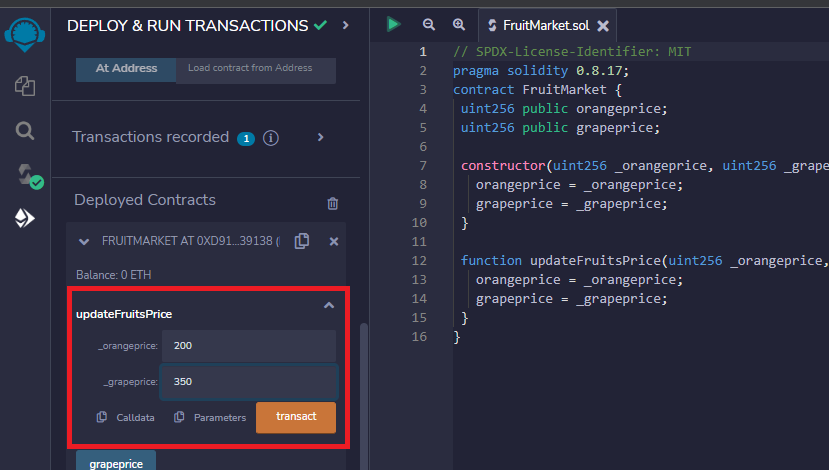 DEPLOY & RUN TRANSACTIONS
At Address
Load contract from Address
Transactions recorded 1 i
Deployed Contracts
FRUITMARKET AT 0XD91...39138 (
Balance: 0 ETH
updateFruitsPrice
_orangeprice: 200
_grapeprice: 350
Calldata
Parameters
transact
grapeprice
FruitMarket.sol
1 // SPDX-License-Identifier: MIT
2 pragma solidity 0.8.17;
3 contract FruitMarket {
4 uint256 public orangeprice;
5 uint256 public grapeprice;
6
7 constructor(uint256 _orangeprice, uint256 _grape
8 orangeprice = _orangeprice;
9 grapeprice = _grapeprice;
10 }
11
12 function updateFruitsPrice(uint256 _orangeprice,
13 orangeprice = _orangeprice;
14 grapeprice = _grapeprice;
15 }
16 }